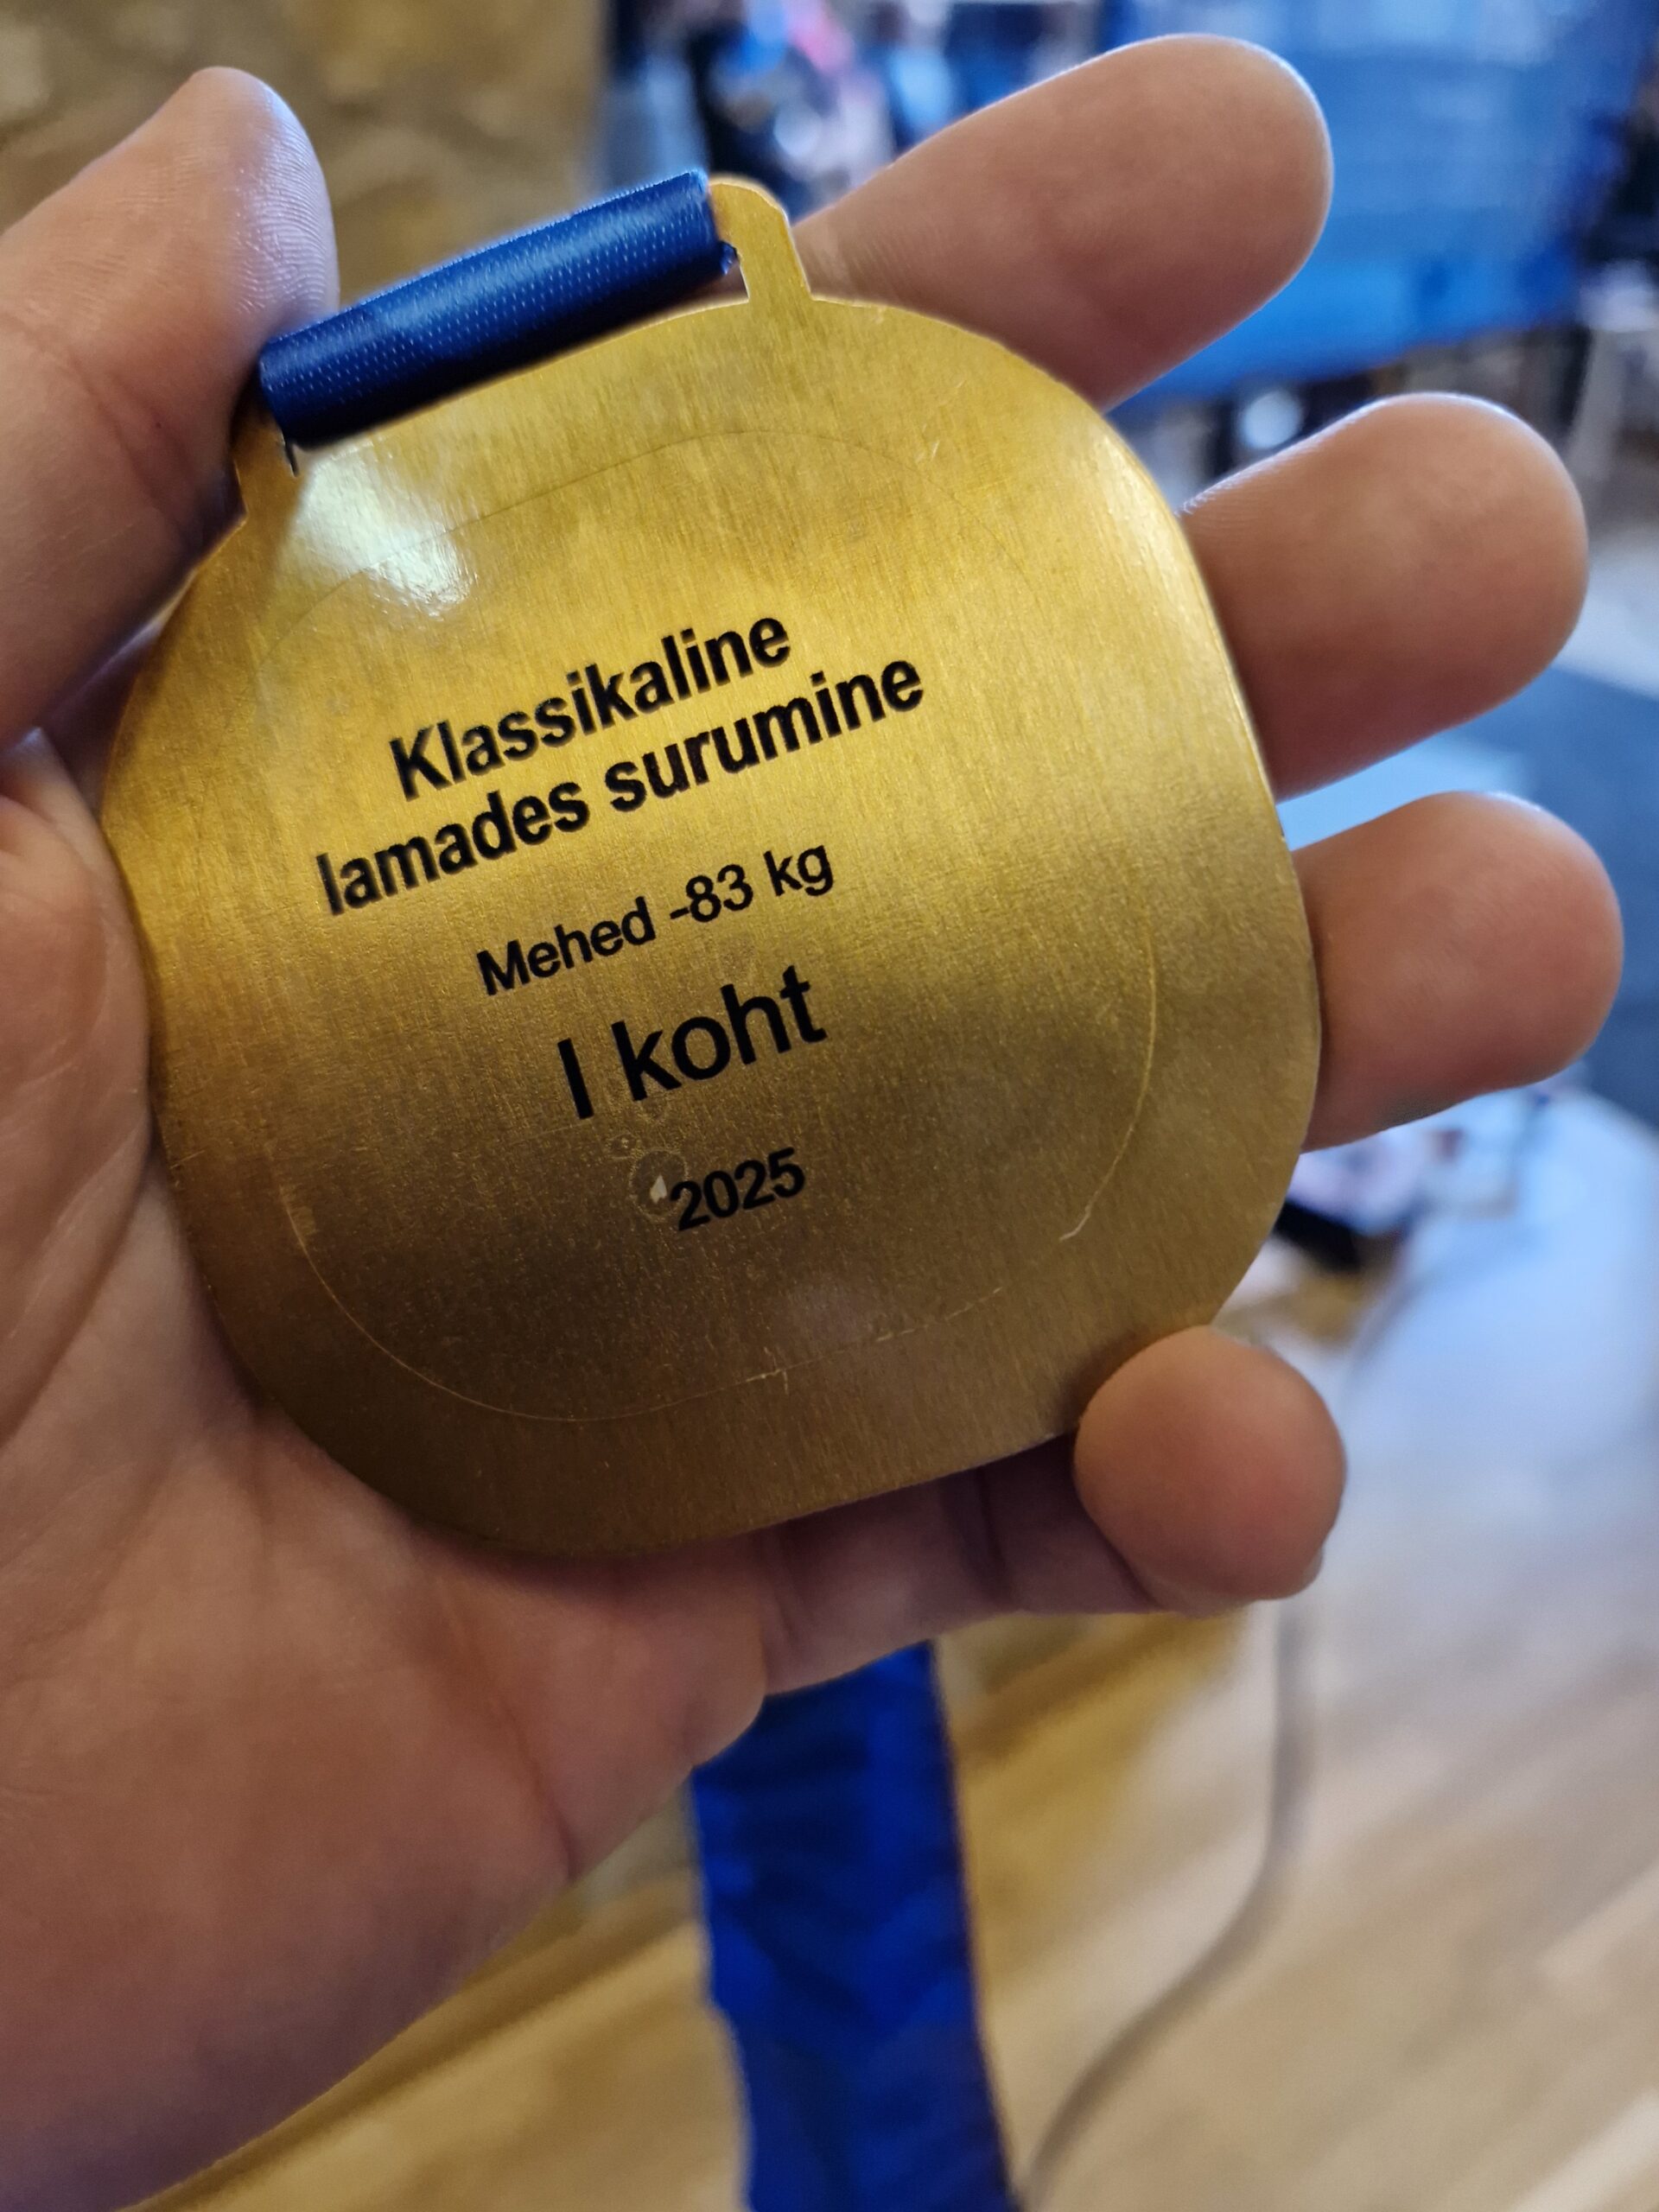 Klassikaline
lamades surumine
Mehed -83 kg
I koht
2025